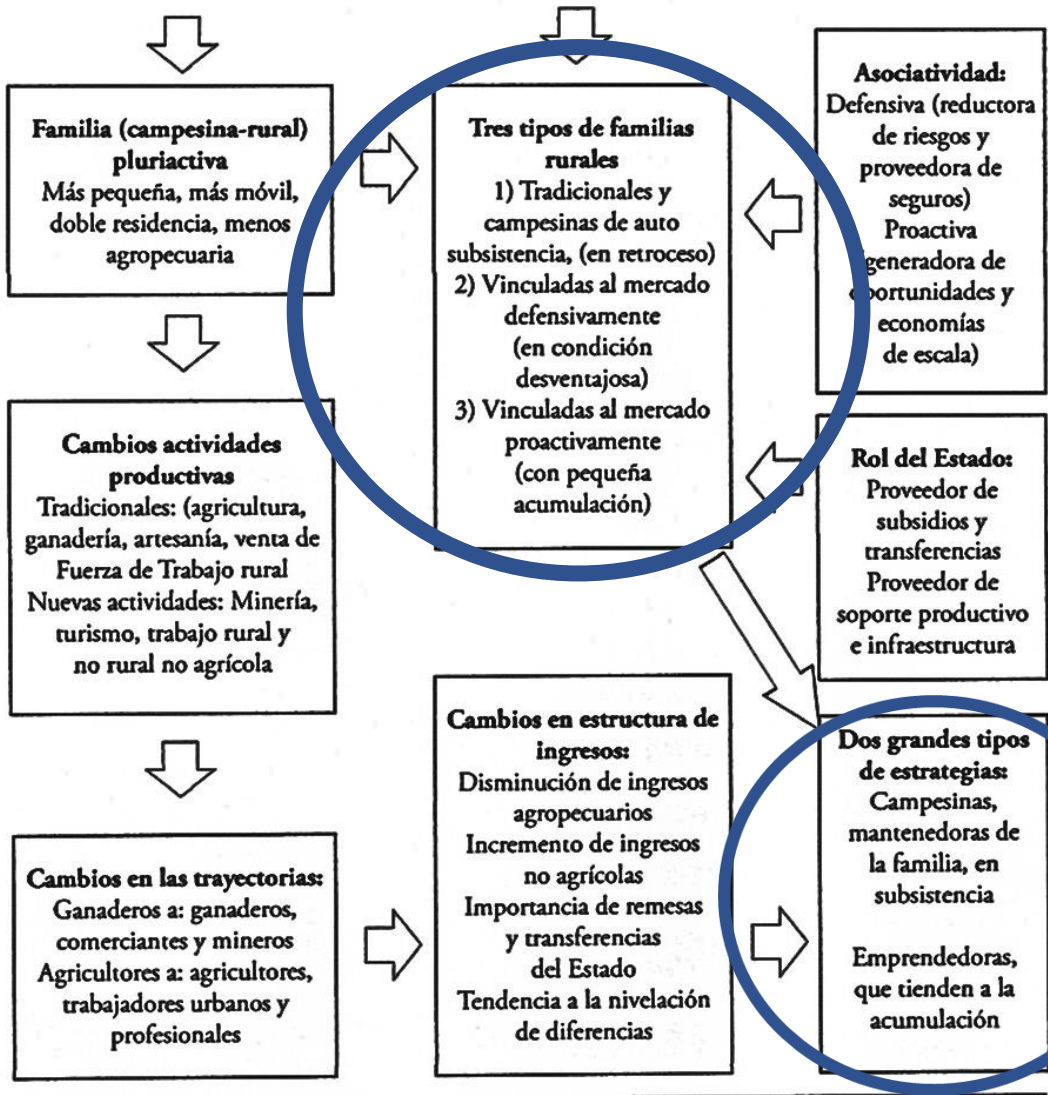 Familia (campesina-rural)
pluriactiva
Más pequeña, más móvil,
doble residencia, menos
agropecuaria
Tres tipos de familias
rurales
1) Tradicionales y
campesinas de auto
subsistencia, (en retroceso)
2) Vinculadas al mercado
defensivamente
(en condición
desventajosa)
3) Vinculadas al mercado
proactivamente
(con pequeña
acumulación)
Asociatividad:
Defensiva (reductora
de riesgos y
proveedora de
seguros)
Proactiva
(generadora de
oportunidades y
economías
de escala)
Cambios actividades
productivas
Tradicionales: (agricultura,
ganadería, artesanía, venta de
Fuerza de Trabajo rural
Nuevas actividades: Minería,
turismo, trabajo rural y
no rural no agrícola
Rol del Estado:
Proveedor de
subsidios y
transferencias
Proveedor de
soporte productivo
e infraestructura
Cambios en las trayectorias:
Ganaderos a: ganaderos,
comerciantes y mineros
Agricultores a: agricultores,
trabajadores urbanos y
profesionales
Cambios en estructura de
ingresos:
Disminución de ingresos
agropecuarios
Incremento de ingresos
no agrícolas
Importancia de remesas
y transferencias
del Estado
Tendencia a la nivelación
de diferencias
Dos grandes tipos
de estrategias:
Campesinas,
mantenedoras de
la familia, en
subsistencia
Emprendedoras,
que tienden a la
acumulación